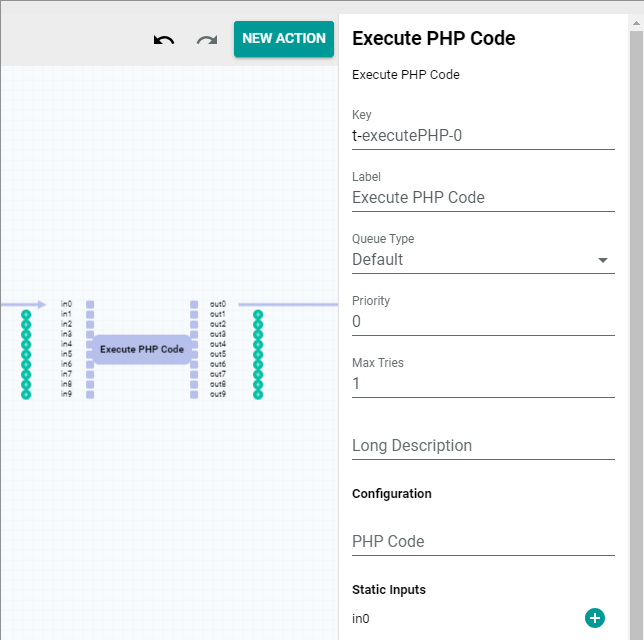 NEW ACTION
in0
in1
in2
in3
in4
in5
in6
in7
in8
in9
Execute PHP Code
out0
out1
out2
out3
out4
out5
out6
out7
out8
out9
Execute PHP Code
Execute PHP Code
Key
t-executePHP-0
Label
Execute PHP Code
Queue Type
Default
Priority
0
Max Tries
1
Long Description
Configuration
PHP Code
Static Inputs
in0